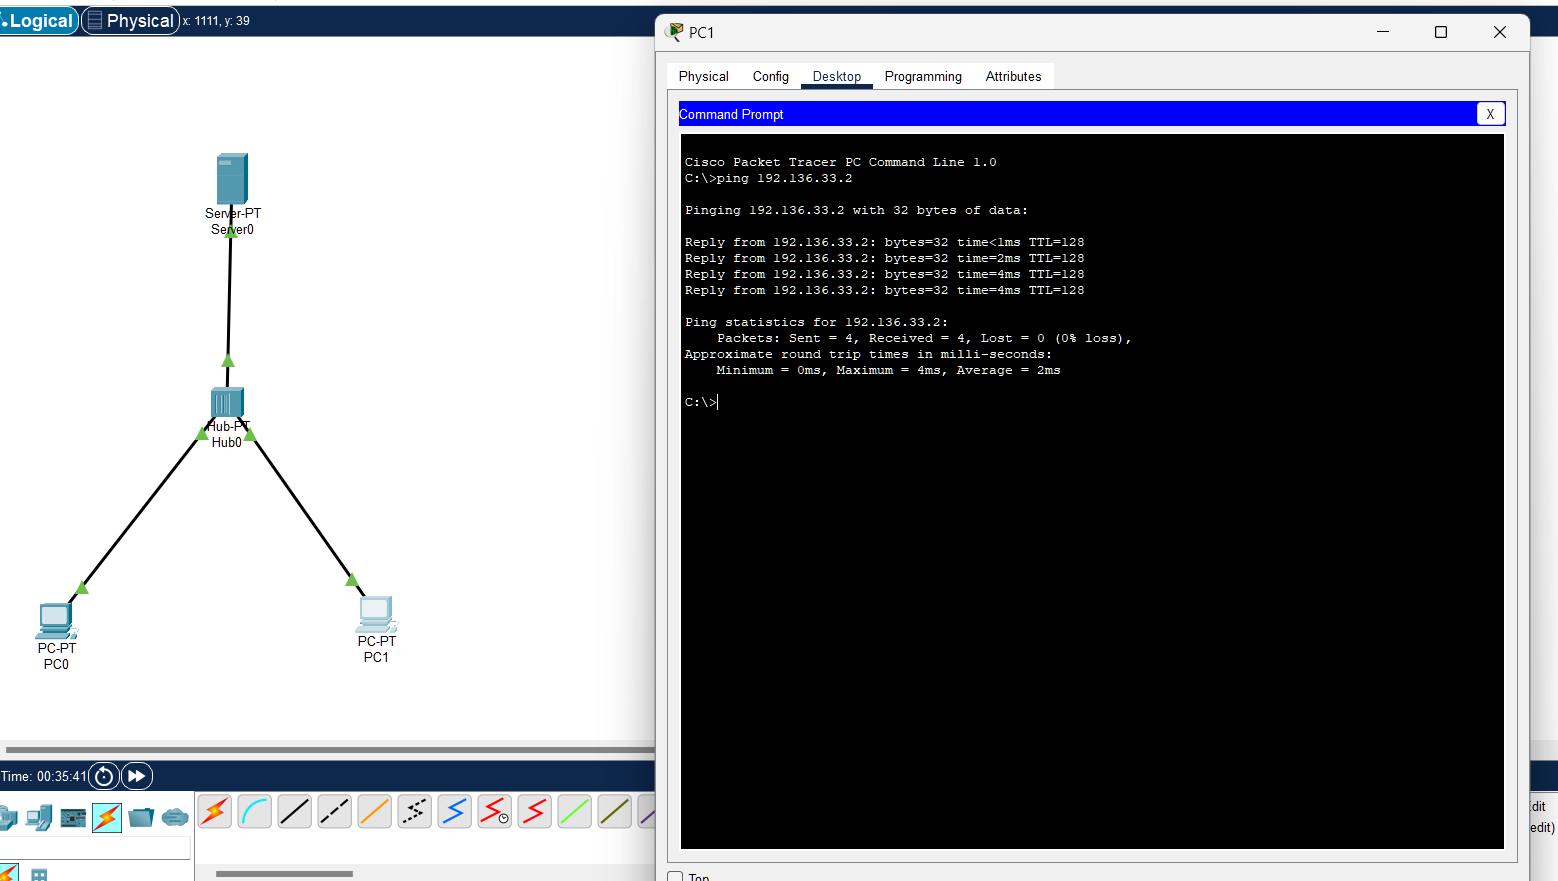 Logical
Physical
x: 1111, y: 39
Server-PT
Server0
Hub-PT
Hub0
PC-PT
PC0
PC-PT
PC1
Time: 00:35:41
PC1
Physical
Config
Desktop
Programming
Attributes
Command Prompt
X
Cisco Packet Tracer PC Command Line 1.0
C:\>ping 192.136.33.2
Pinging 192.136.33.2 with 32 bytes of data:
Reply from 192.136.33.2: bytes=32 time<1ms TTL=128
Reply from 192.136.33.2: bytes=32 time=2ms TTL=128
Reply from 192.136.33.2: bytes=32 time=4ms TTL=128
Reply from 192.136.33.2: bytes=32 time=4ms TTL=128
Ping statistics for 192.136.33.2:
Packets: Sent = 4, Received = 4, Lost = 0 (0% loss),
Approximate round trip times in milli-seconds:
Minimum = 0ms, Maximum = 4ms, Average = 2ms
C:\>
Top
edit)